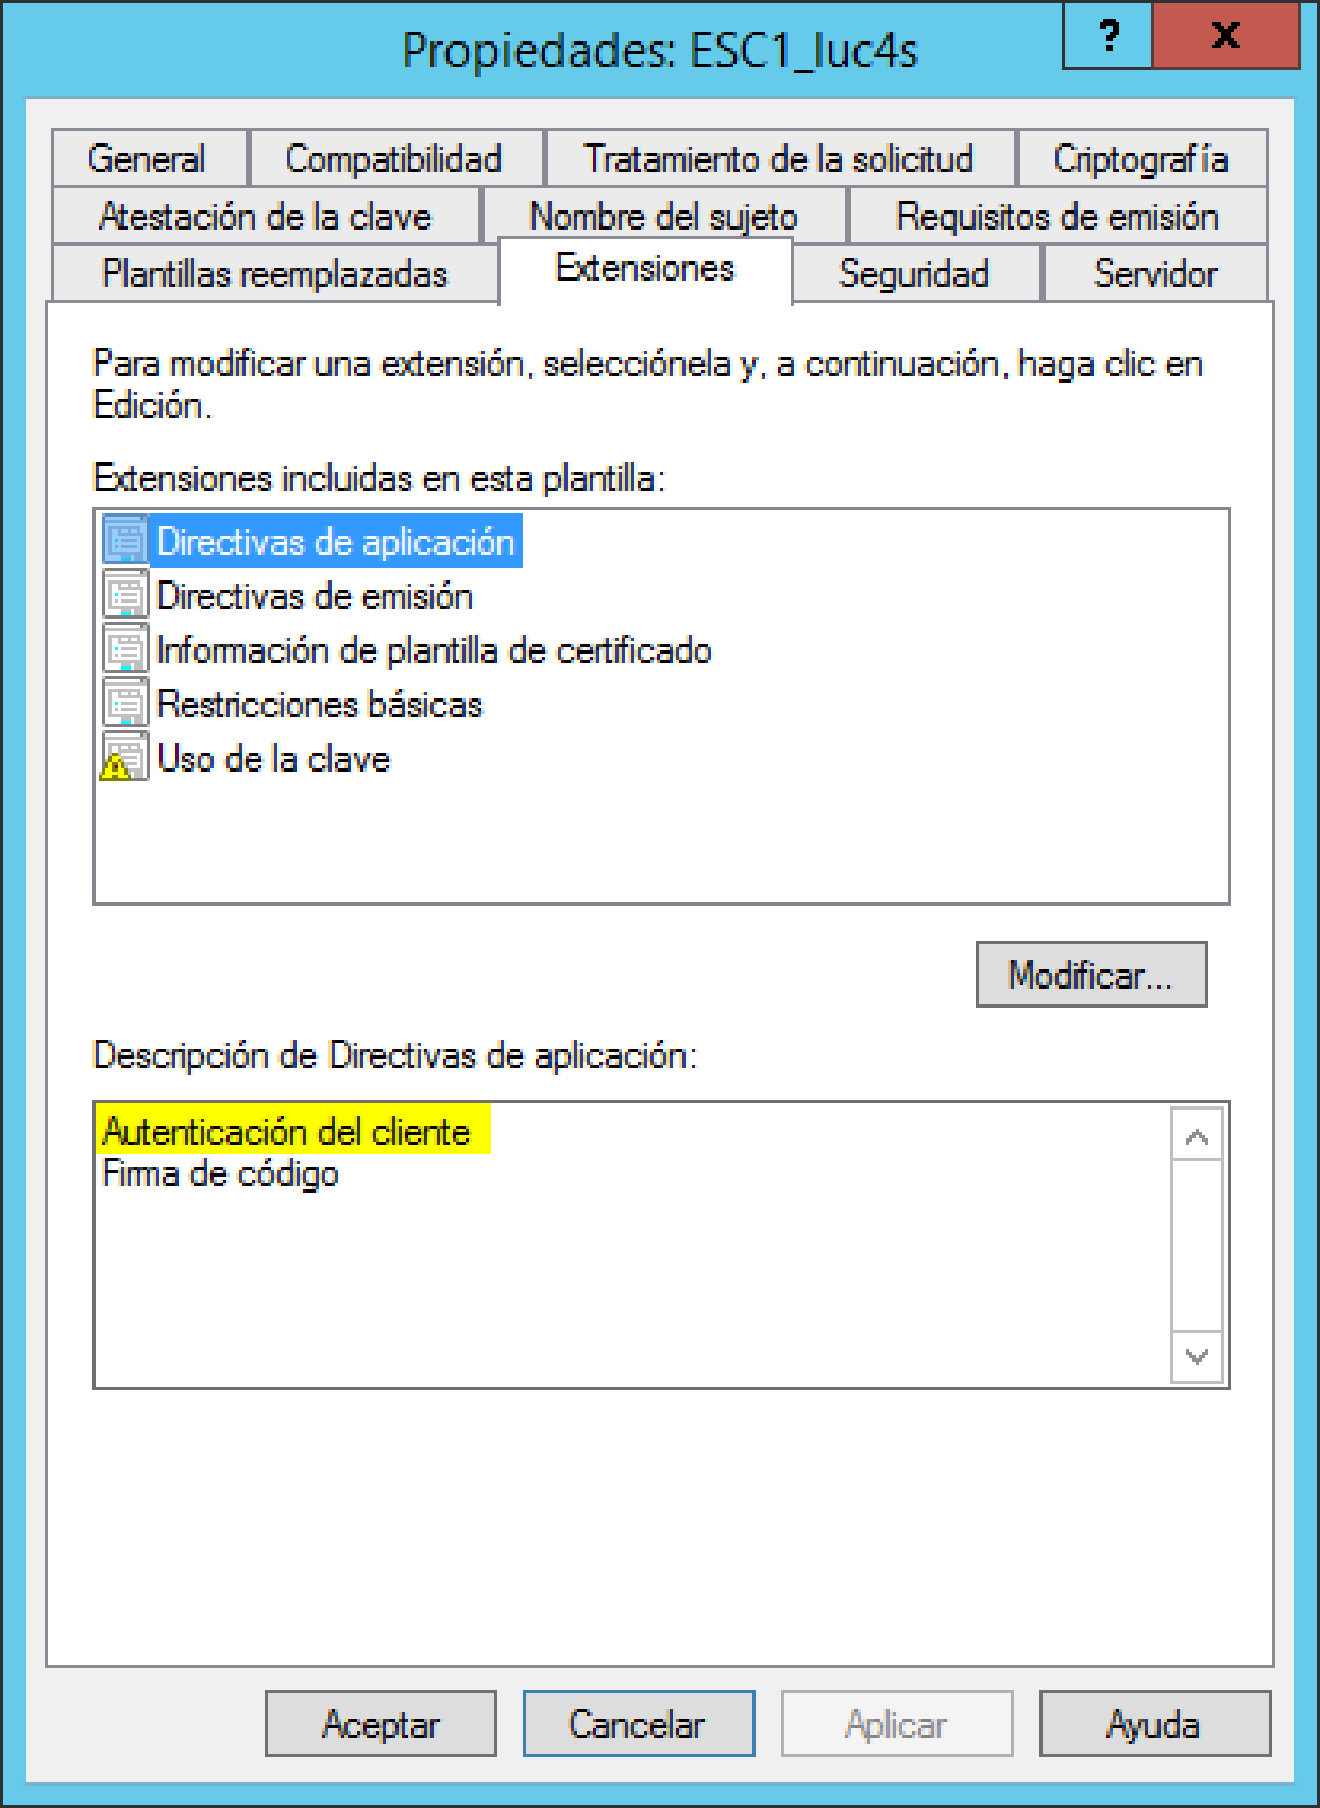 Propiedades: ESC1_luc4s
?
x
General
Compatibilidad
Tratamiento de la solicitud
Criptografía
Atestación de la clave
Nombre del sujeto
Requisitos de emisión
Plantillas reemplazadas
Extensiones
Seguridad
Servidor
Para modificar una extensión, selecciónela y, a continuación, haga clic en
Edición.
Extensiones incluidas en esta plantilla:
Directivas de aplicación
Directivas de emisión
Información de plantilla de certificado
Restricciones básicas
Uso de la clave
Modificar...
Descripción de Directivas de aplicación:
Autenticación del cliente
Firma de código
Aceptar
Cancelar
Aplicar
Ayuda